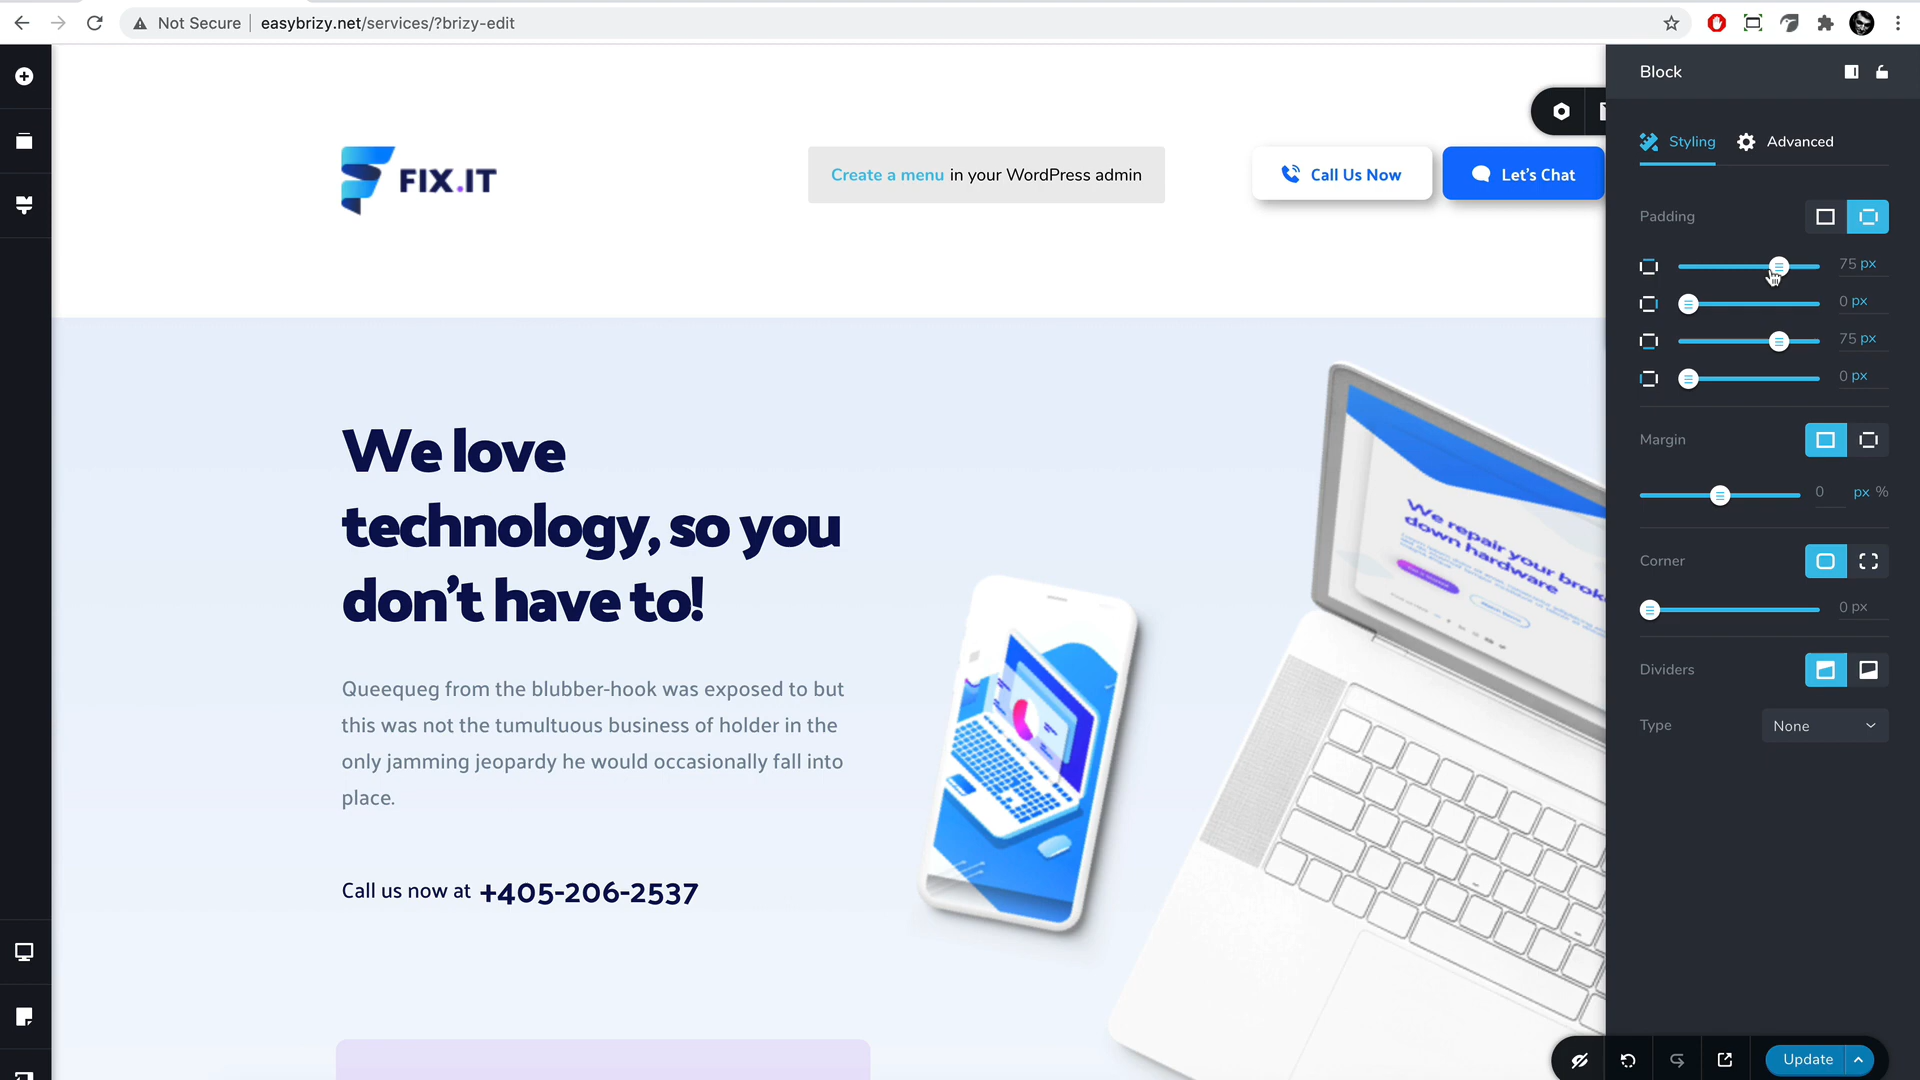 Not Secure
easybrizy.net/services/?brizy-edit
Block
FIX.IT
Create a menu in your WordPress admin
Call Us Now
Let's Chat
Styling
Advanced
Padding
75 px
0 px
75 px
0 px
We love
technology, so you
don't have to!
Margin
0 px %
Corner
0 px
Dividers
Type
None
We repair your brok
down hardware
Queequeg from the blubber-hook was exposed to but
this was not the tumultuous business of holder in the
only jamming jeopardy he would occasionally fall into
place.
Call us now at +405-206-2537
Update